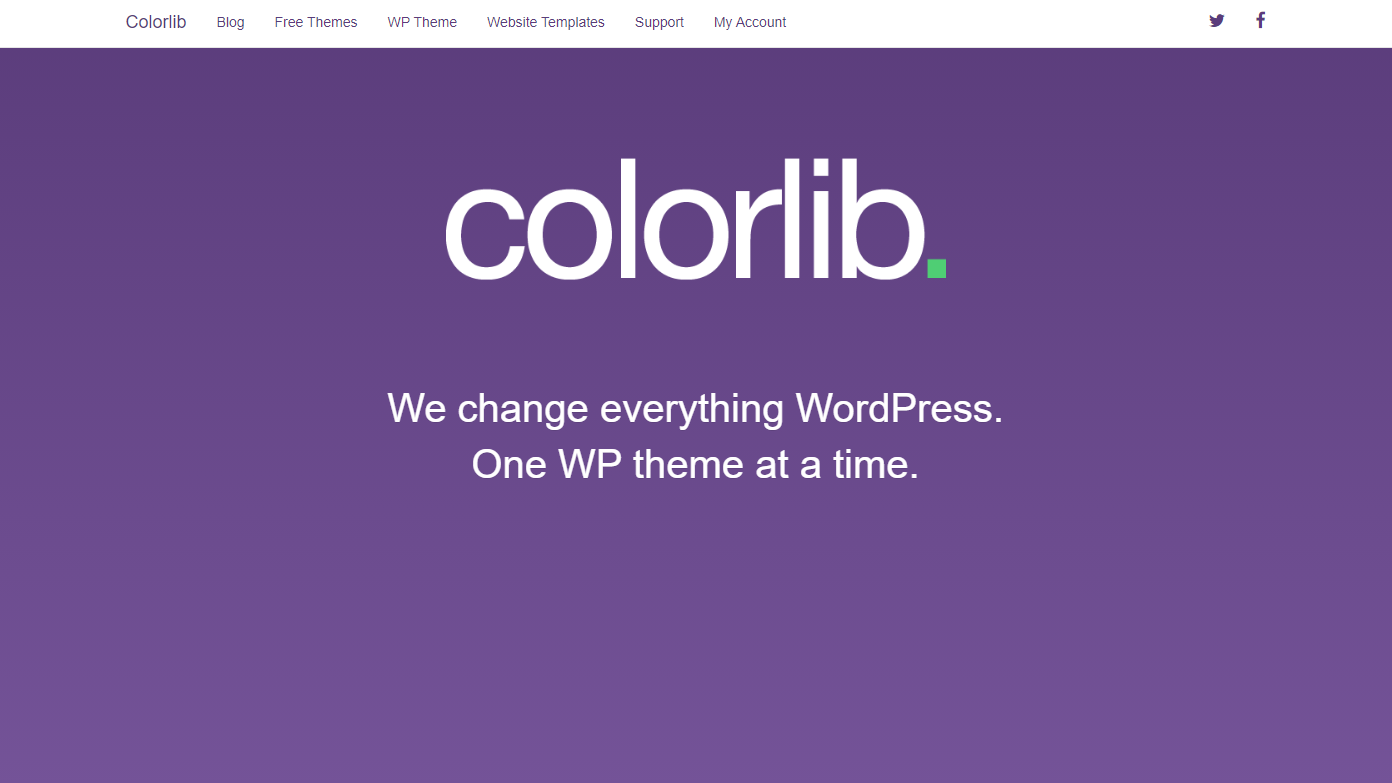 Colorlib Blog Free Themes WP Theme Website Templates Support My Account
colorlib.
We change everything WordPress.
One WP theme at a time.